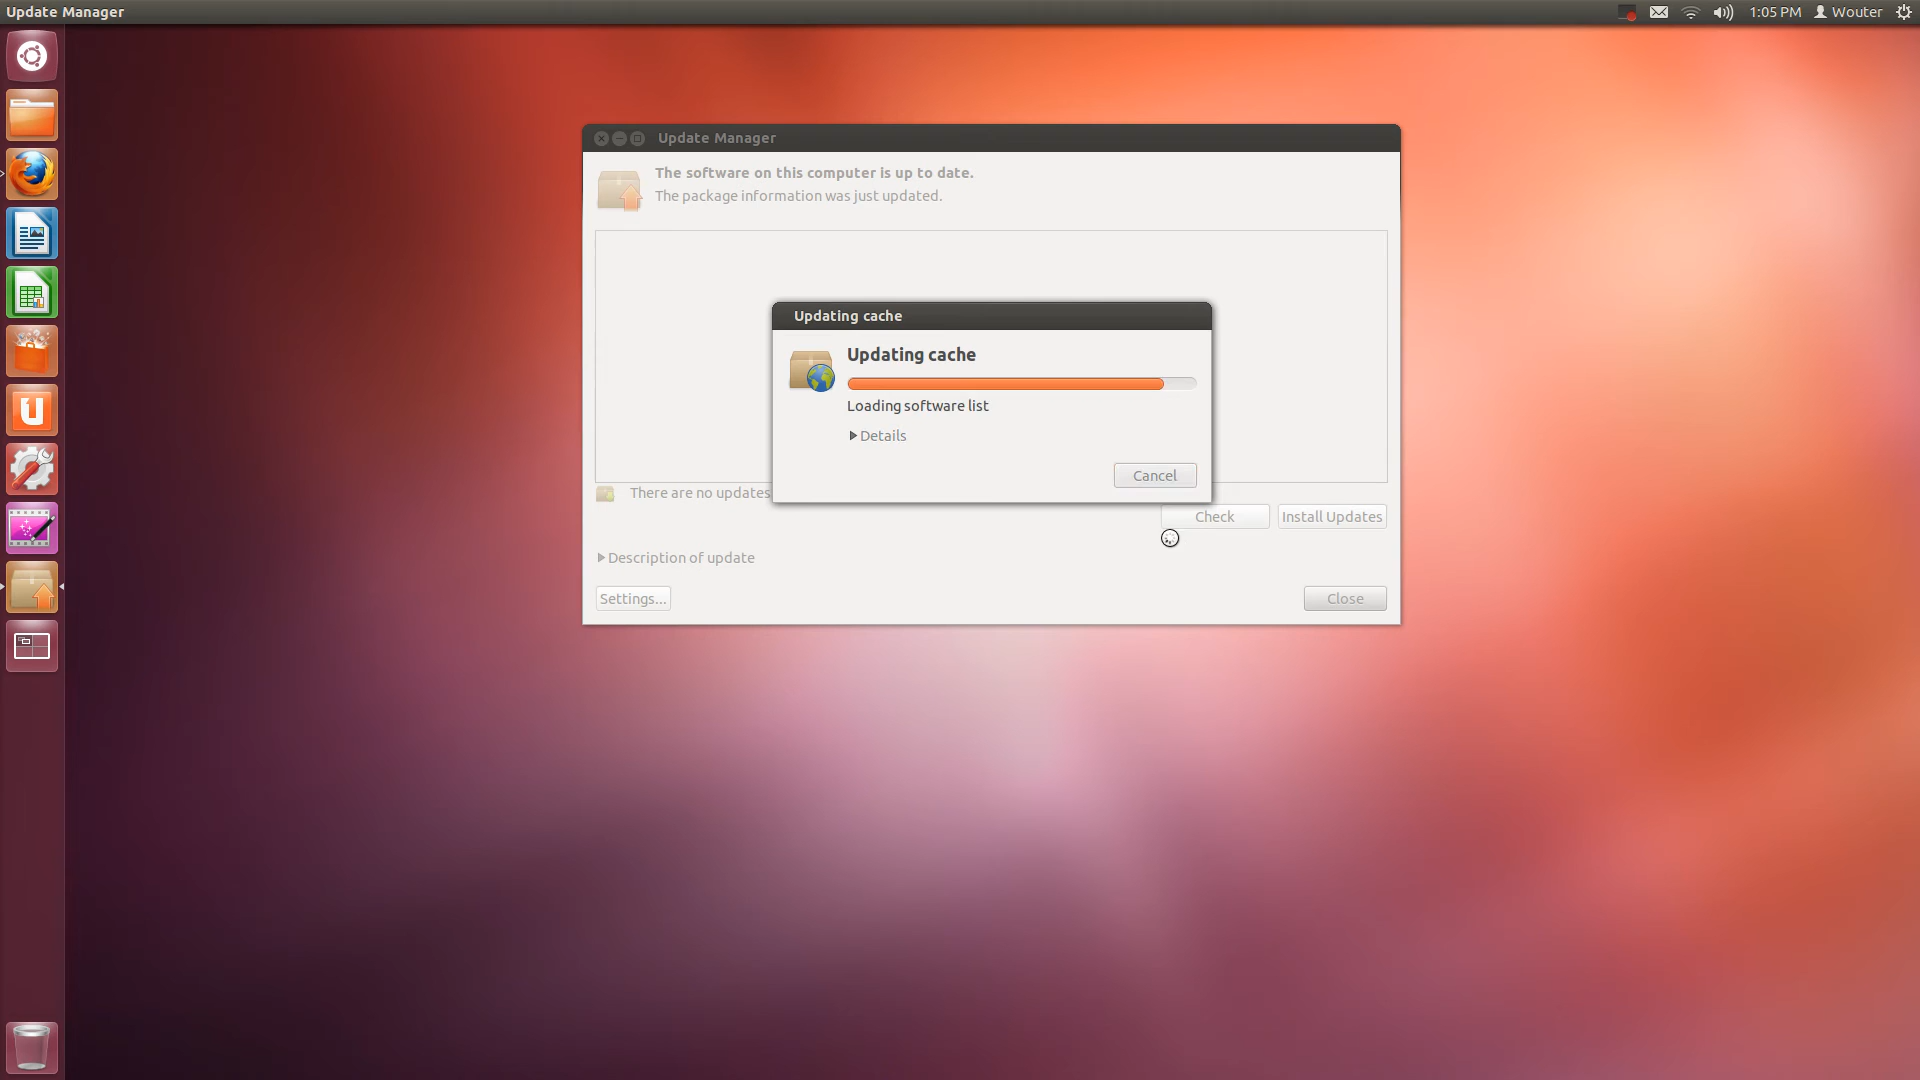 Update Manager
1:05 PM Wouter
Update Manager
The software on this computer is up to date.
The package information was just updated.
Updating cache
Updating cache
Loading software list
Details
Cancel
There are no updates
Check Install Updates
Description of update
Settings... Close